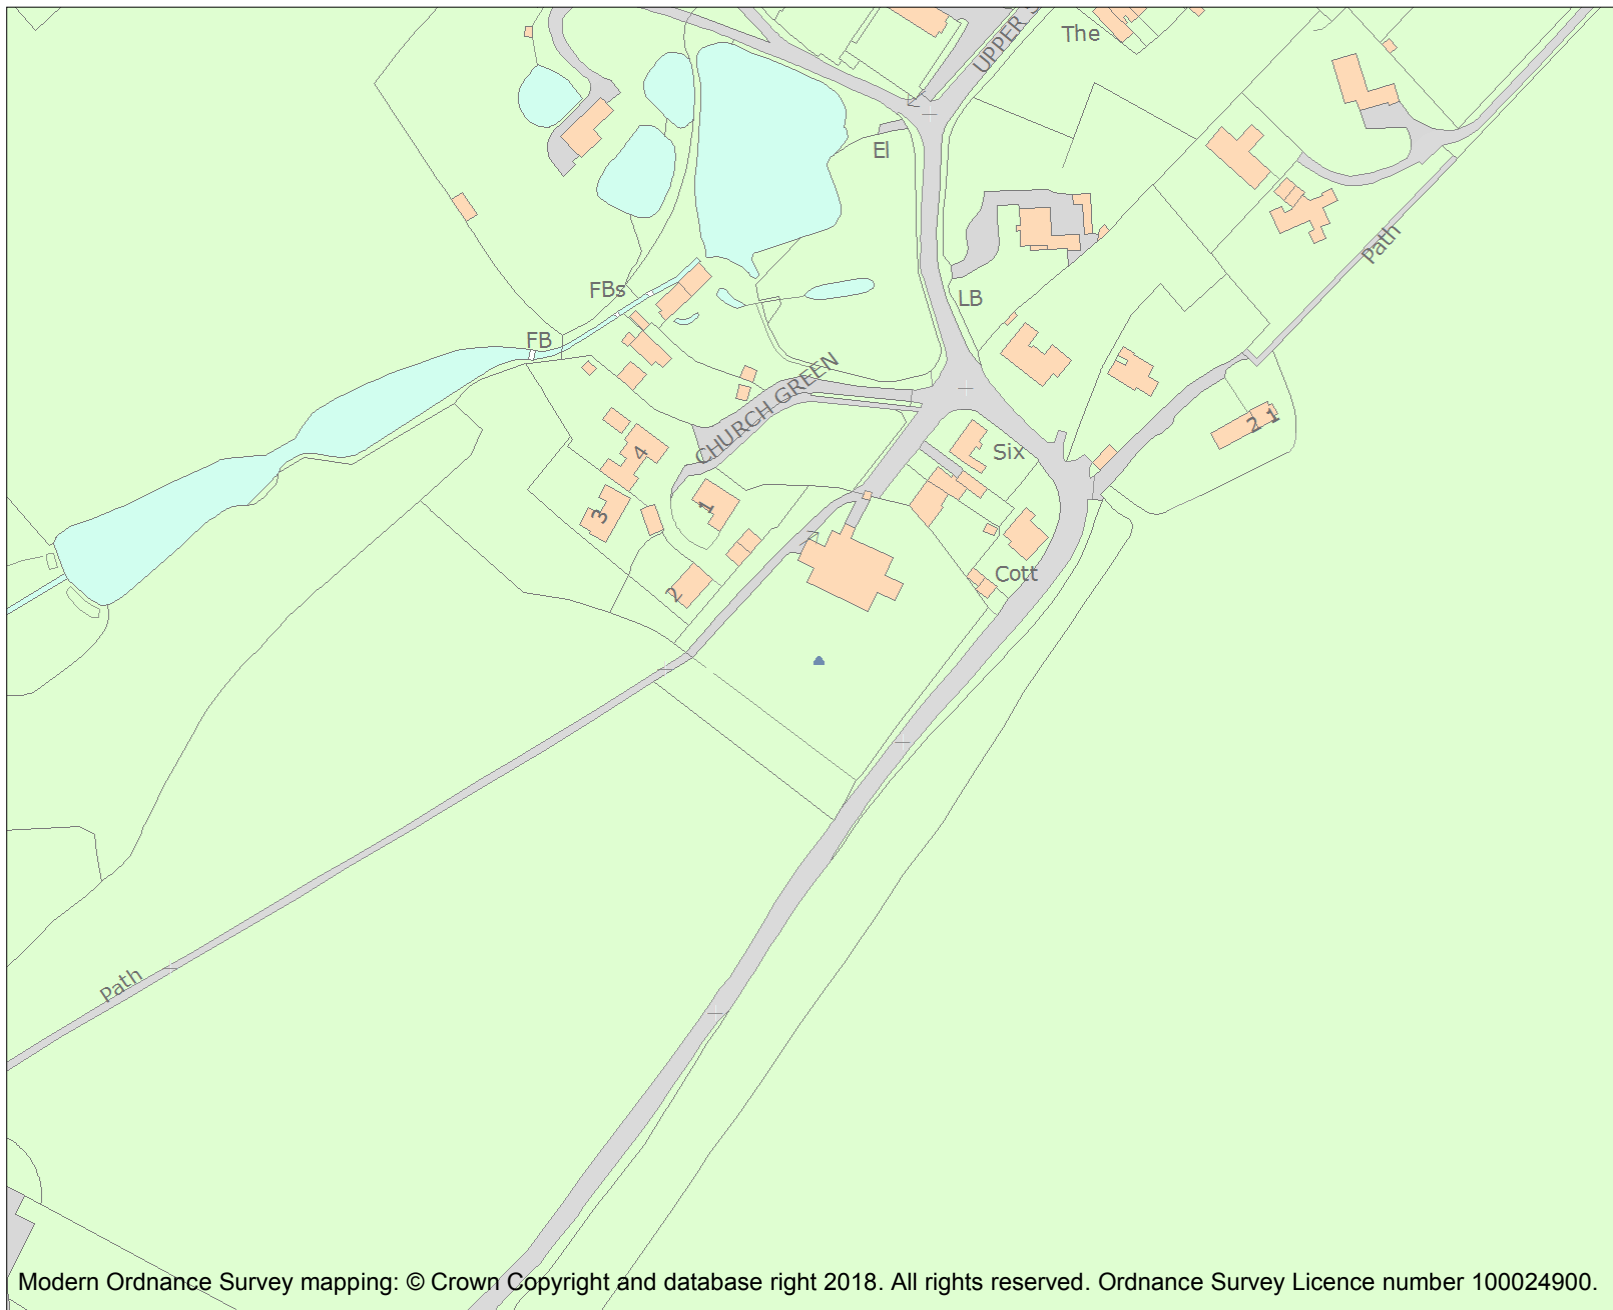 The
UPPER S
El
Path
FBs
LB
FB
CHURCH GREEN
2 1
4
Six
3
1
Cott
2
Path
Modern Ordnance Survey mapping: © Crown Copyright and database right 2018. All rights reserved. Ordnance Survey Licence number 100024900.